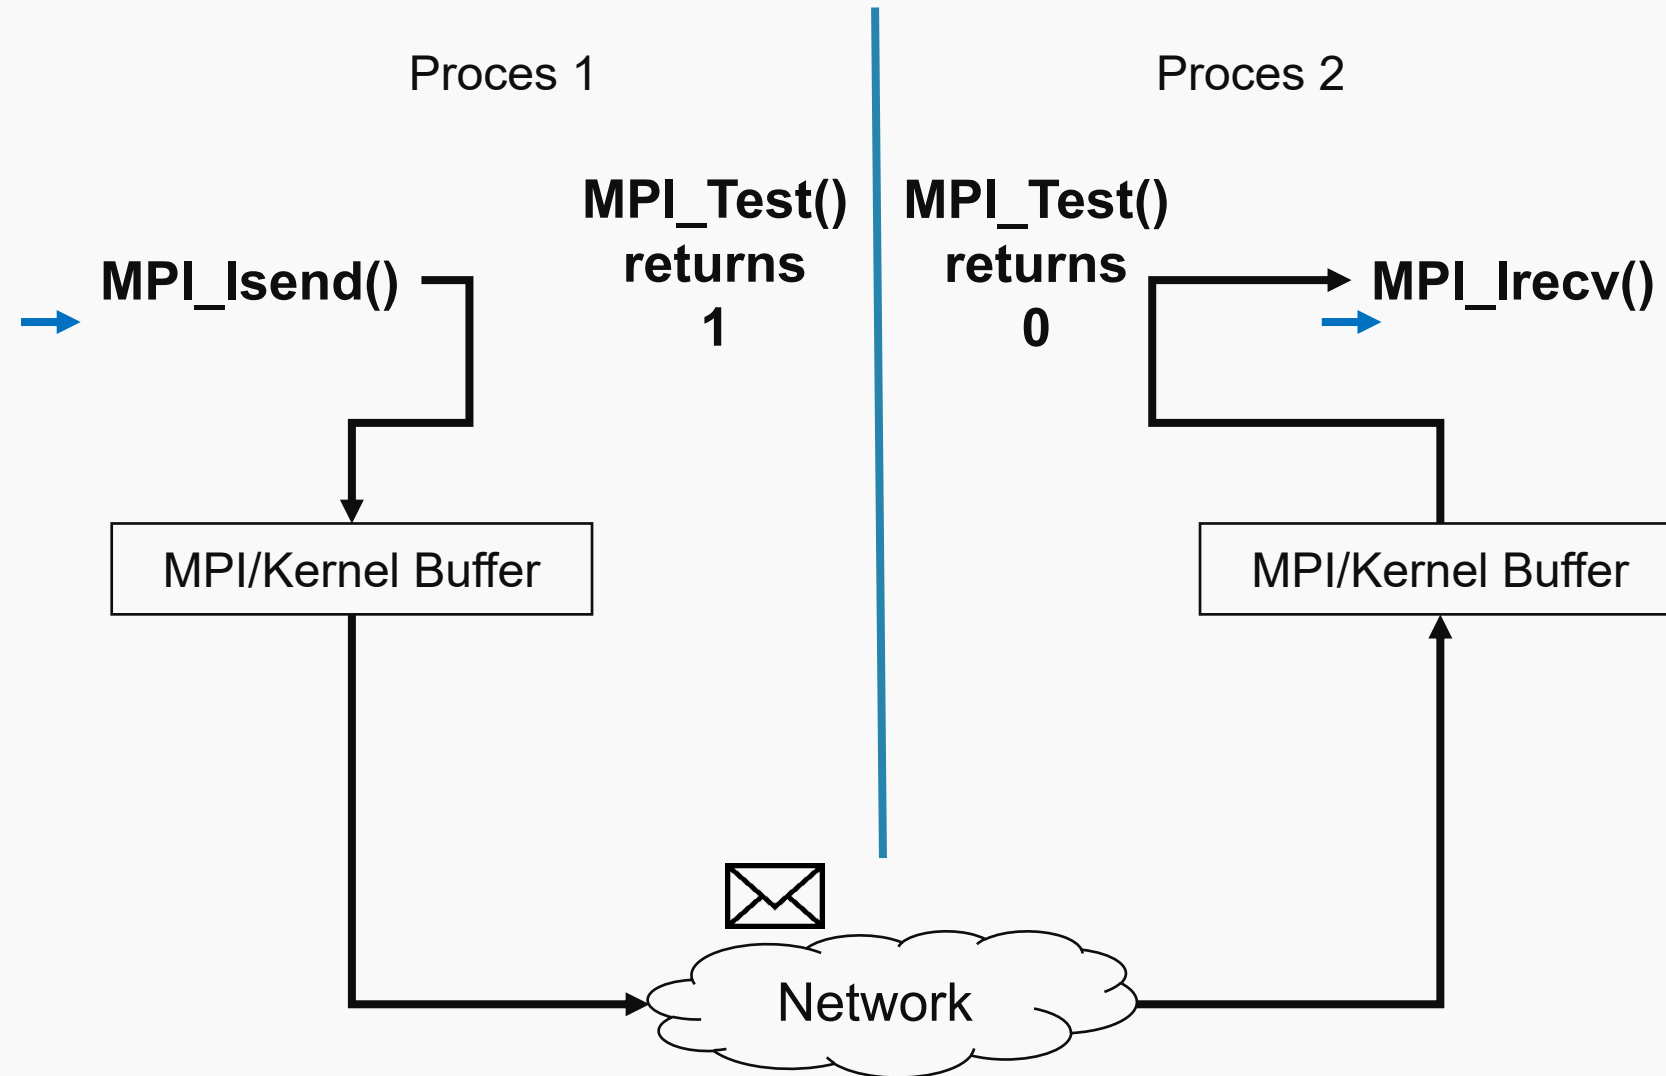 Proces 1
Proces 2
MPI_Test()
returns
1
MPI_Test()
returns
0
MPI_Isend()
MPI_Irecv()
MPI/Kernel Buffer
MPI/Kernel Buffer
Network